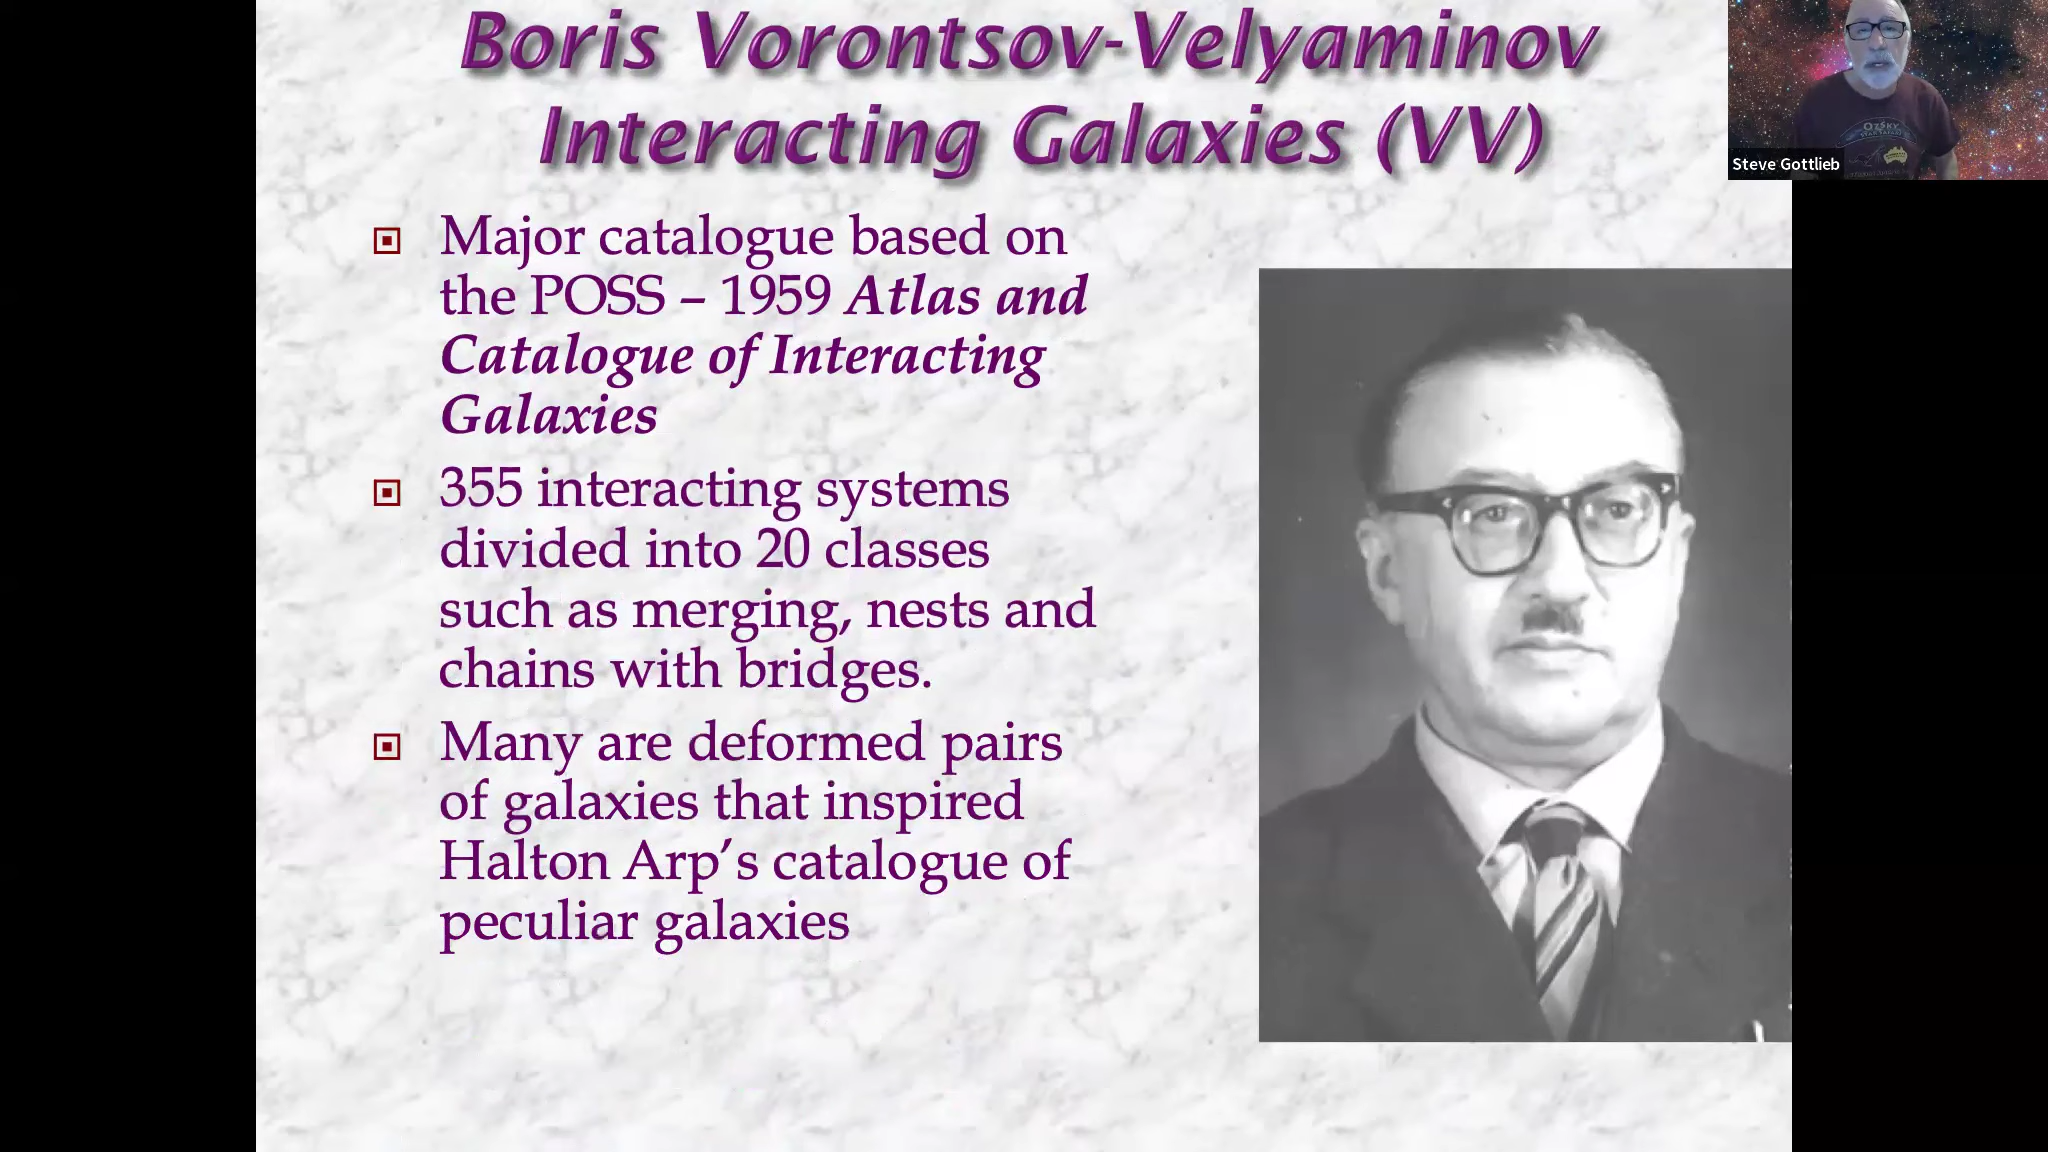 Boris Vorontsov-Velyaminov
Interacting Galaxies (VV)
Steve Gottlieb
OZSKY
Major catalogue based on
the POSS – 1959 Atlas and
Catalogue of Interacting
Galaxies
355 interacting systems
divided into 20 classes
such as merging, nests and
chains with bridges.
Many are deformed pairs
of galaxies that inspired
Halton Arp’s catalogue of
peculiar galaxies